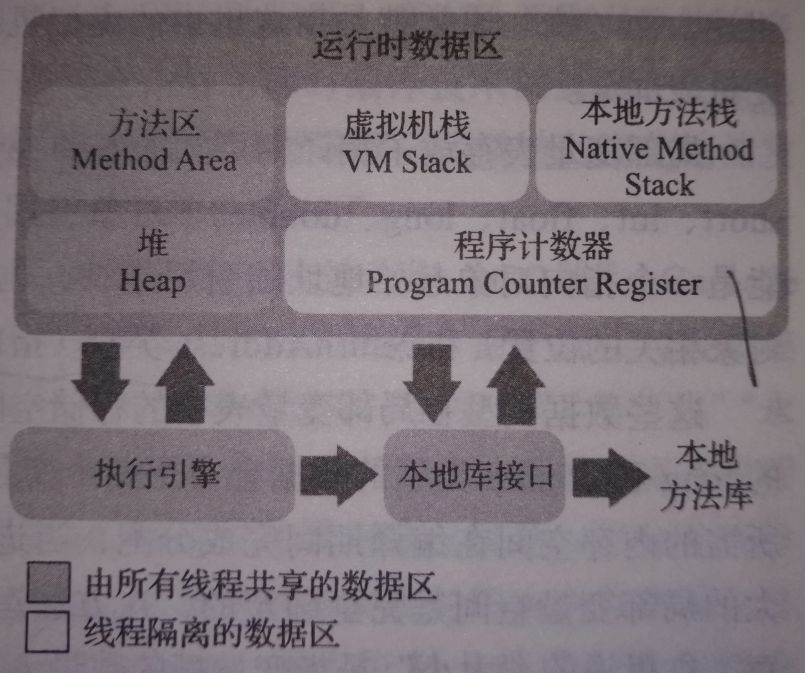 运行时数据区
方法区
Method Area
虚拟机栈
VM Stack
本地方法栈
Native Method
Stack
堆
Heap
程序计数器
Program Counter Register
执行引擎
本地库接口
本地
方法库
由所有线程共享的数据区
线程隔离的数据区